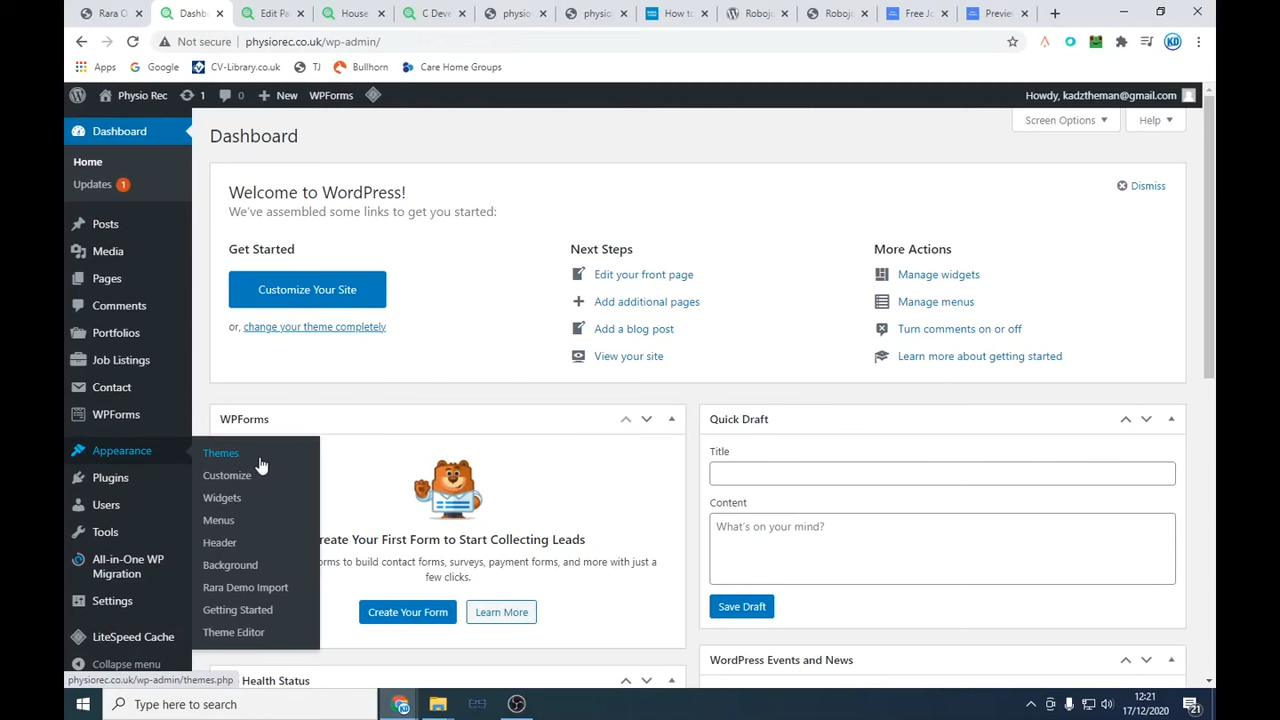 Rara O
Dashb
Edit Pa
House
C Deve
physio
physic
How to
Roboju
Roboj
Free Jo
Preview
Not secure
physiorec.co.uk/wp-admin/
KD
Apps
Google
CV-Library.co.uk
TJ
Bullhorn
Care Home Groups
Physio Rec
1
0
New
WPForms
Howdy, kadztheman@gmail.com
Dashboard
Home
Updates 1
Posts
Media
Pages
Comments
Portfolios
Job Listings
Contact
WPForms
Appearance
Plugins
Users
Tools
All-in-One WP
Migration
Settings
LiteSpeed Cache
Collapse menu
Themes
Customize
Widgets
Menus
Header
Background
Rara Demo Import
Getting Started
Theme Editor
Dashboard
Screen Options
Help
Welcome to WordPress!
We've assembled some links to get you started:
Dismiss
Get Started
Customize Your Site
or, change your theme completely
Next Steps
Edit your front page
Add additional pages
Add a blog post
View your site
More Actions
Manage widgets
Manage menus
Turn comments on or off
Learn more about getting started
WPForms
reate Your First Form to Start Collecting Leads
orms to build contact forms, surveys, payment forms, and more with just a
few clicks.
Create Your Form
Learn More
Health Status
Quick Draft
Title
Content
What's on your mind?
Save Draft
WordPress Events and News
physiorec.co.uk/wp-admin/themes.php
Type here to search
12:21
17/12/2020
21